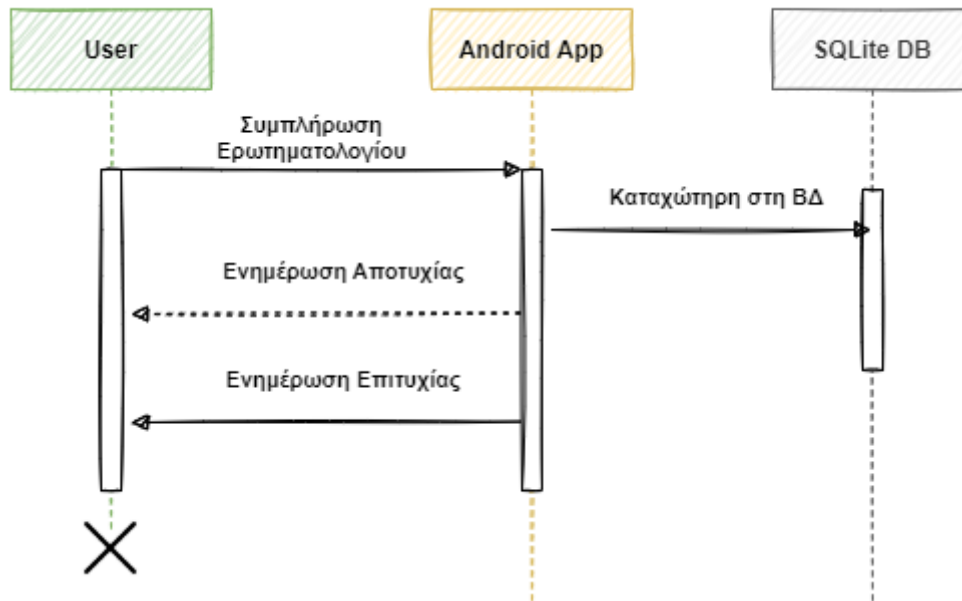 User
Android App
SQLite DB
Συμπλήρωση
Ερωτηματολογίου
Καταχώτηρη στη ΒΔ
Ενημέρωση Αποτυχίας
Ενημέρωση Επιτυχίας